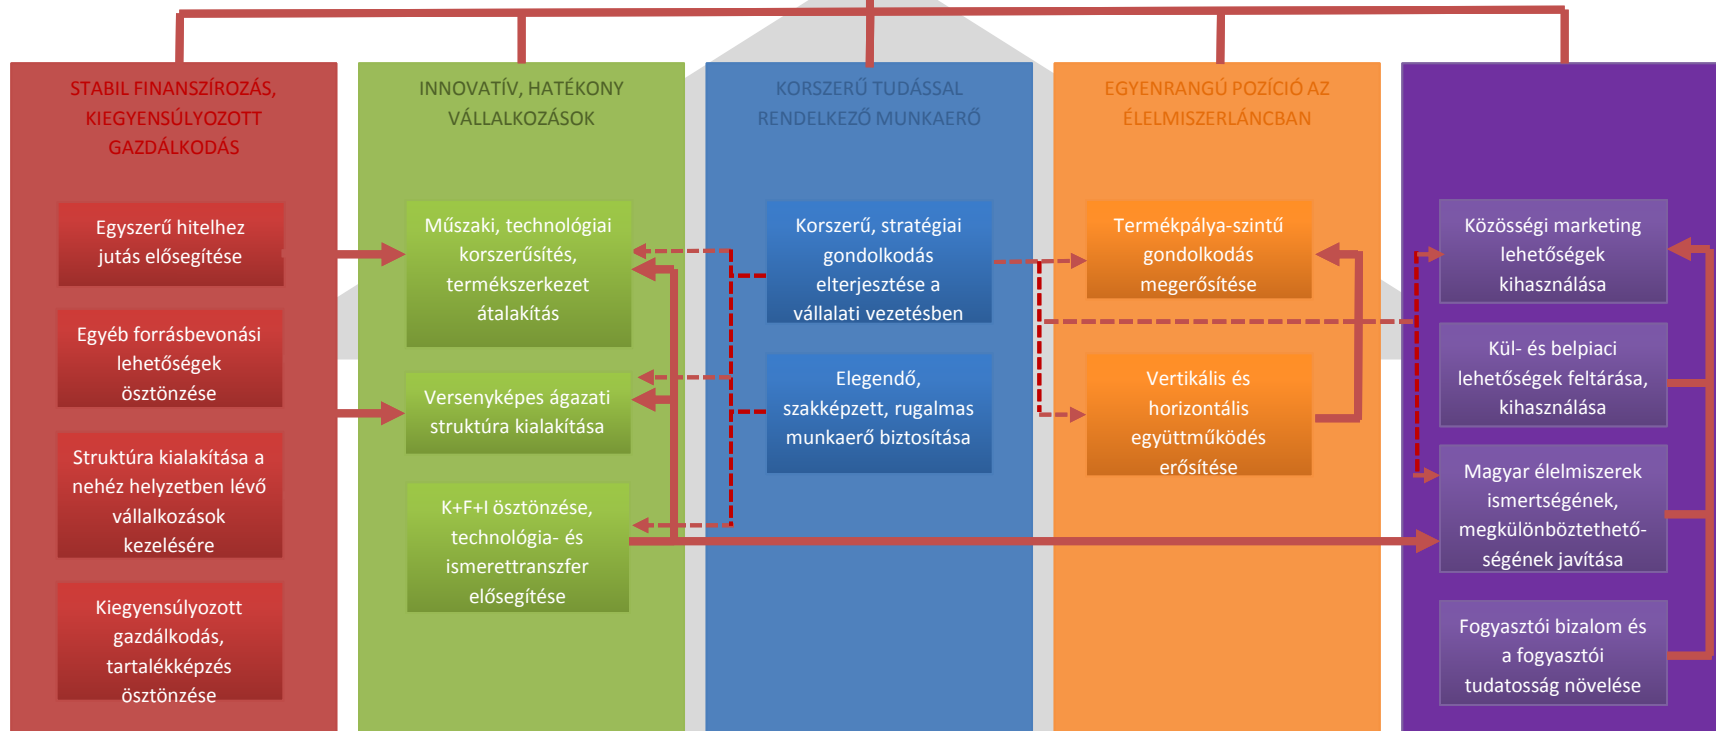 STABIL FINANSZÍROZÁS,
KIEGYENSÚLYOZOTT
GAZDÁLKODÁS
Egyszerű hitelhez
jutás elősegítése
Egyéb forrásbevonási
lehetőségek
ösztönzése
Struktúra kialakítása a
nehéz helyzetben lévő
vállalkozások
kezelésére
Kiegyensúlyozott
gazdálkodás,
tartalékképzés
ösztönzése
INNOVATÍV, HATÉKONY
VÁLLALKOZÁSOK
Műszaki, technológiai
korszerűsítés,
termékszerkezet
átalakítás
Versenyképes ágazati
struktúra kialakítása
K+F+I ösztönzése,
technológia- és
ismerettranszfer
elősegítése
KORSZERŰ TUDÁSSAL
RENDELKEZŐ MUNKAERŐ
Korszerű, stratégiai
gondolkodás
elterjesztése a
vállalati vezetésben
Elegendő,
szakképzett, rugalmas
munkaerő biztosítása
EGYENRANGÚ POZÍCIÓ AZ
ÉLELMISZERLÁNCBAN
Termékpálya-szintű
gondolkodás
megerősítése
Vertikális és
horizontális
együttműködés
erősítése
Közösségi marketing
lehetőségek
kihasználása
Kül- és belpiaci
lehetőségek feltárása,
kihasználása
Magyar élelmiszerek
ismertségének,
megkülönböztethető-
ségének javítása
Fogyasztói bizalom és
a fogyasztói
tudatosság növelése